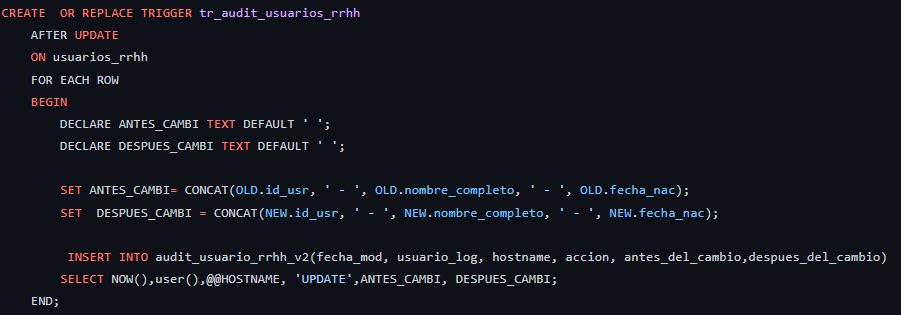 CREATE  OR REPLACE TRIGGER tr_audit_usuarios_rrhh
    AFTER UPDATE
    ON usuarios_rrhh
    FOR EACH ROW
    BEGIN
        DECLARE ANTES_CAMBI TEXT DEFAULT ' ';
        DECLARE DESPUES_CAMBI TEXT DEFAULT ' ';
        SET ANTES_CAMBI= CONCAT(OLD.id_usr, ' - ', OLD.nombre_completo, ' - ', OLD.fecha_nac);
        SET  DESPUES_CAMBI = CONCAT(NEW.id_usr, ' - ', NEW.nombre_completo, ' - ', NEW.fecha_nac);
         INSERT INTO audit_usuario_rrhh_v2(fecha_mod, usuario_log, hostname, accion, antes_del_cambio,despues_del_cambio)
        SELECT NOW(),user(),@@HOSTNAME, 'UPDATE',ANTES_CAMBI, DESPUES_CAMBI;
    END;